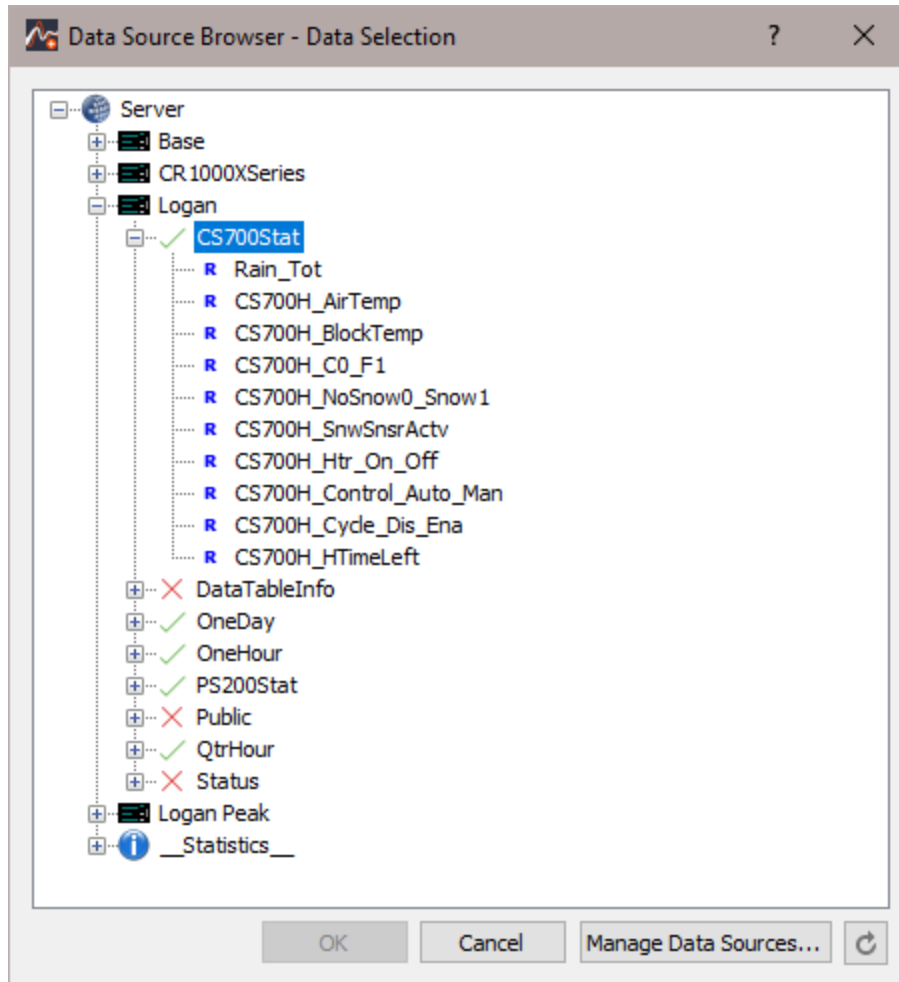 Data Source Browser - Data Selection ?
Server
Base
CR1000XSeries
Logan
CS700Stat
R Rain_Tot
R CS700H_AirTemp
R CS700H_BlockTemp
R CS700H_C0_F1
R CS700H_NoSnow0_Snow1
R CS700H_SnwSnsrActv
R CS700H_Htr_On_Off
R CS700H_Control_Auto_Man
R CS700H_Cycle_Dis_Ena
R CS700H_HTimeLeft
DataTableInfo
OneDay
OneHour
PS200Stat
Public
QtrHour
Status
Logan Peak
i __Statistics__
OK Cancel Manage Data Sources...